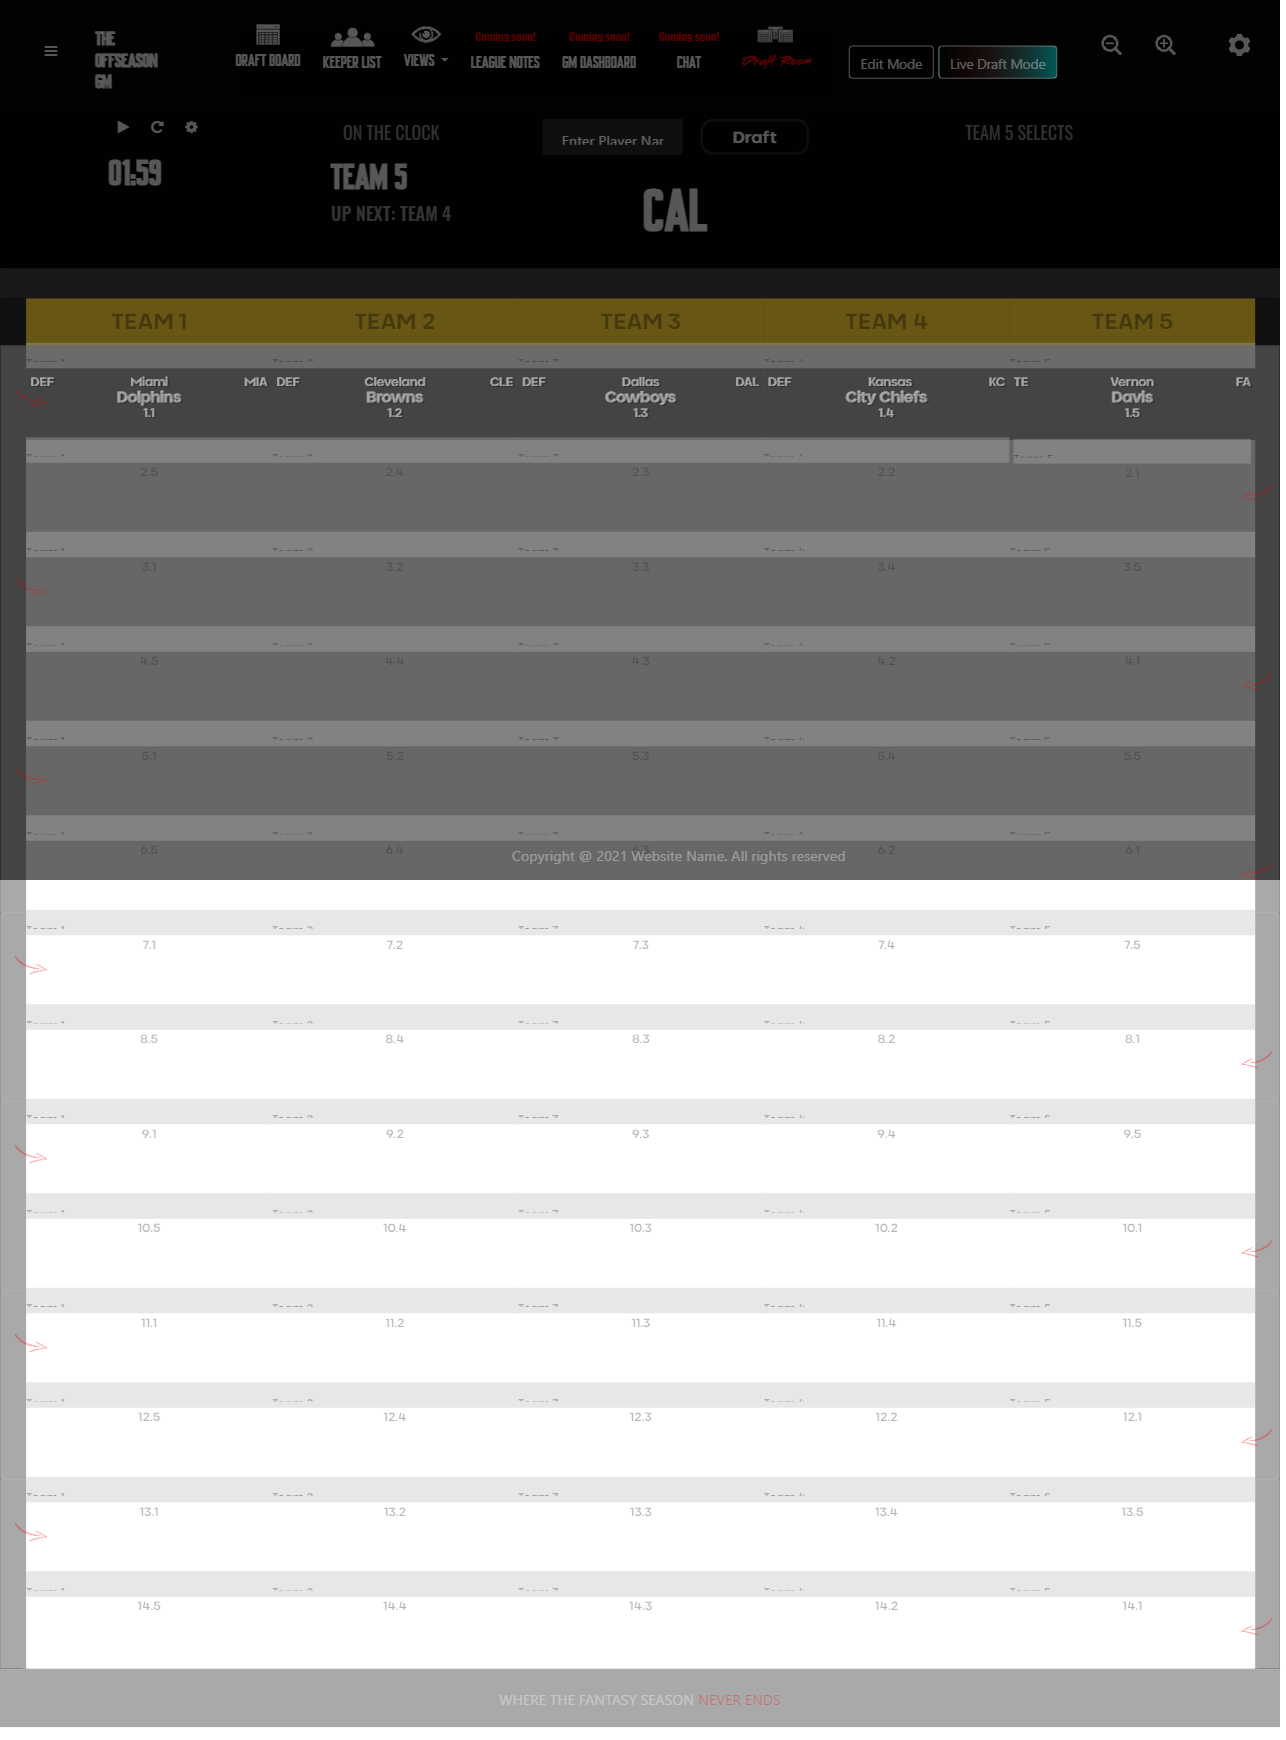 THE
OFFSEASON
GM
DRAFT BOARD
KEEPER LIST
VIEWS
Coming soon!
LEAGUE NOTES
Coming soon!
GM DASHBOARD
Coming soon!
CHAT
Draft Room
Edit Mode
Live Draft Mode
01:59
ON THE CLOCK
TEAM 5
UP NEXT: TEAM 4
Enter Player Nar
Draft
CAL
TEAM 5 SELECTS
TEAM 1 TEAM 2 TEAM 3 TEAM 4 TEAM 5
DEF Miami MIA DEF Cleveland CLE DEF Dallas DAL DEF Kansas KC TE Vernon FA
Dolphins Browns Cowboys City Chiefs Davis
1.1 1.2 1.3 1.4 1.5
2.5 2.4 2.3 2.2 2.1
3.1 3.2 3.3 3.4 3.5
4.5 4.4 4.3 4.2 4.1
5.1 5.2 5.3 5.4 5.5
6.5 6.4 6.3 6.2 6.1
Copyright @ 2021 Website Name. All rights reserved
7.1 7.2 7.3 7.4 7.5
8.5 8.4 8.3 8.2 8.1
9.1 9.2 9.3 9.4 9.5
10.5 10.4 10.3 10.2 10.1
11.1 11.2 11.3 11.4 11.5
12.5 12.4 12.3 12.2 12.1
13.1 13.2 13.3 13.4 13.5
14.5 14.4 14.3 14.2 14.1
WHERE THE FANTASY SEASON NEVER ENDS